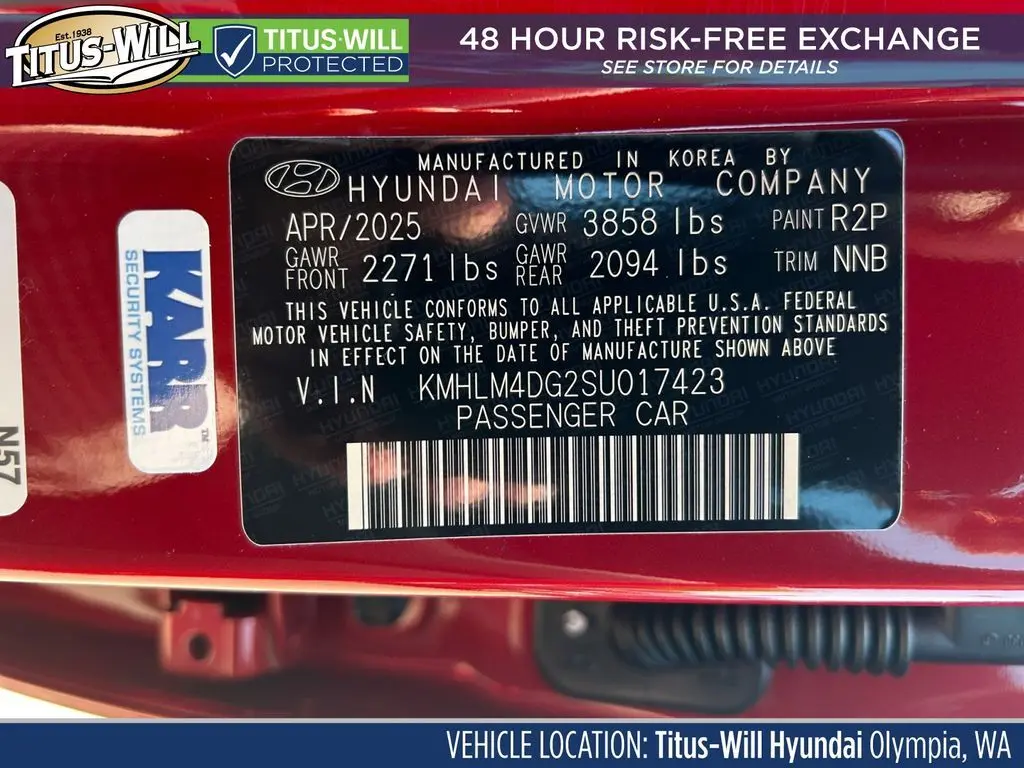 Est. 1938
TITUS-WILL
TITUS-WILL
PROTECTED
48 HOUR RISK-FREE EXCHANGE
SEE STORE FOR DETAILS
MANUFACTURED IN KOREA BY
HYUNDAI MOTOR COMPANY
APR/2025 GVWR 3858 lbs PAINT R2P
GAWR FRONT 2271 lbs GAWR REAR 2094 lbs TRIM NNB
THIS VEHICLE CONFORMS TO ALL APPLICABLE U.S.A. FEDERAL
MOTOR VEHICLE SAFETY, BUMPER, AND THEFT PREVENTION STANDARDS
IN EFFECT ON THE DATE OF MANUFACTURE SHOWN ABOVE
V.I.N KMHLM4DG2SU017423
PASSENGER CAR
KARR
SECURITY SYSTEMS
TM
N57
VEHICLE LOCATION: Titus-Will Hyundai Olympia, WA